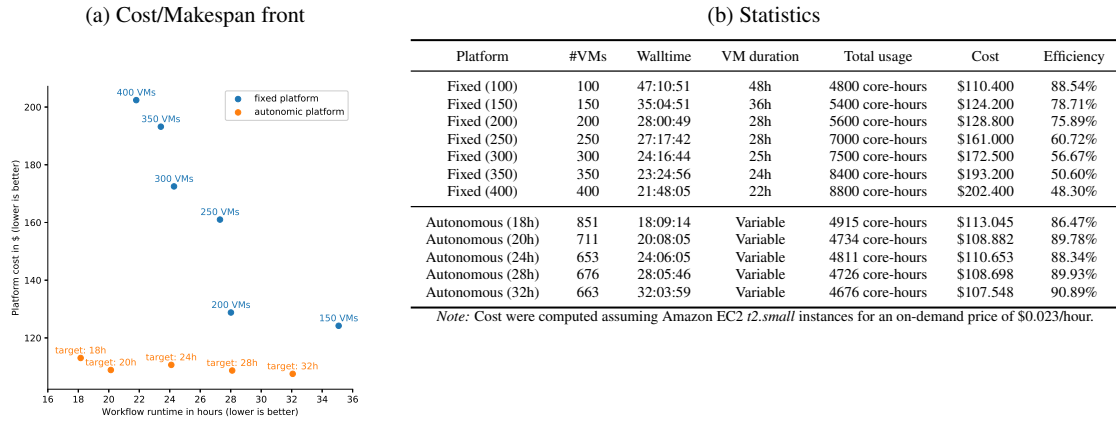 (a) Cost/Makespan front
400 VMs
350 VMs
300 VMs
250 VMs
200 VMs
150 VMs
target: 18h
target: 20h
target: 24h
target: 28h
target: 32h
fixed platform
autonomic platform
200
180
160
140
120
Platform cost in $ (lower is better)
16 18 20 22 24 26 28 30 32 34 36
Workflow runtime in hours (lower is better)
(b) Statistics
Platform #VMs Walltime VM duration Total usage Cost Efficiency
Fixed (100) 100 47:10:51 48h 4800 core-hours $110.400 88.54%
Fixed (150) 150 35:04:51 36h 5400 core-hours $124.200 78.71%
Fixed (200) 200 28:00:49 28h 5600 core-hours $128.800 75.89%
Fixed (250) 250 27:17:42 28h 7000 core-hours $161.000 60.72%
Fixed (300) 300 24:16:44 25h 7500 core-hours $172.500 56.67%
Fixed (350) 350 23:24:56 24h 8400 core-hours $193.200 50.60%
Fixed (400) 400 21:48:05 22h 8800 core-hours $202.400 48.30%
Autonomous (18h) 851 18:09:14 Variable 4915 core-hours $113.045 86.47%
Autonomous (20h) 711 20:08:05 Variable 4734 core-hours $108.882 89.78%
Autonomous (24h) 653 24:06:05 Variable 4811 core-hours $110.653 88.34%
Autonomous (28h) 676 28:05:46 Variable 4726 core-hours $108.698 89.93%
Autonomous (32h) 663 32:03:59 Variable 4676 core-hours $107.548 90.89%
Note: Cost were computed assuming Amazon EC2 t2.small instances for an on-demand price of $0.023/hour.